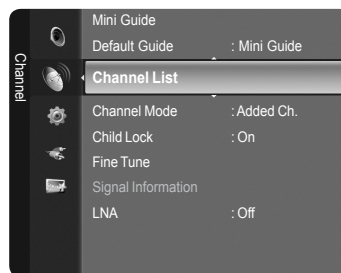 Channel
Mini Guide
Default Guide : Mini Guide
Channel List
Channel Mode : Added Ch.
Child Lock : On
Fine Tune
Signal Information
LNA : Off